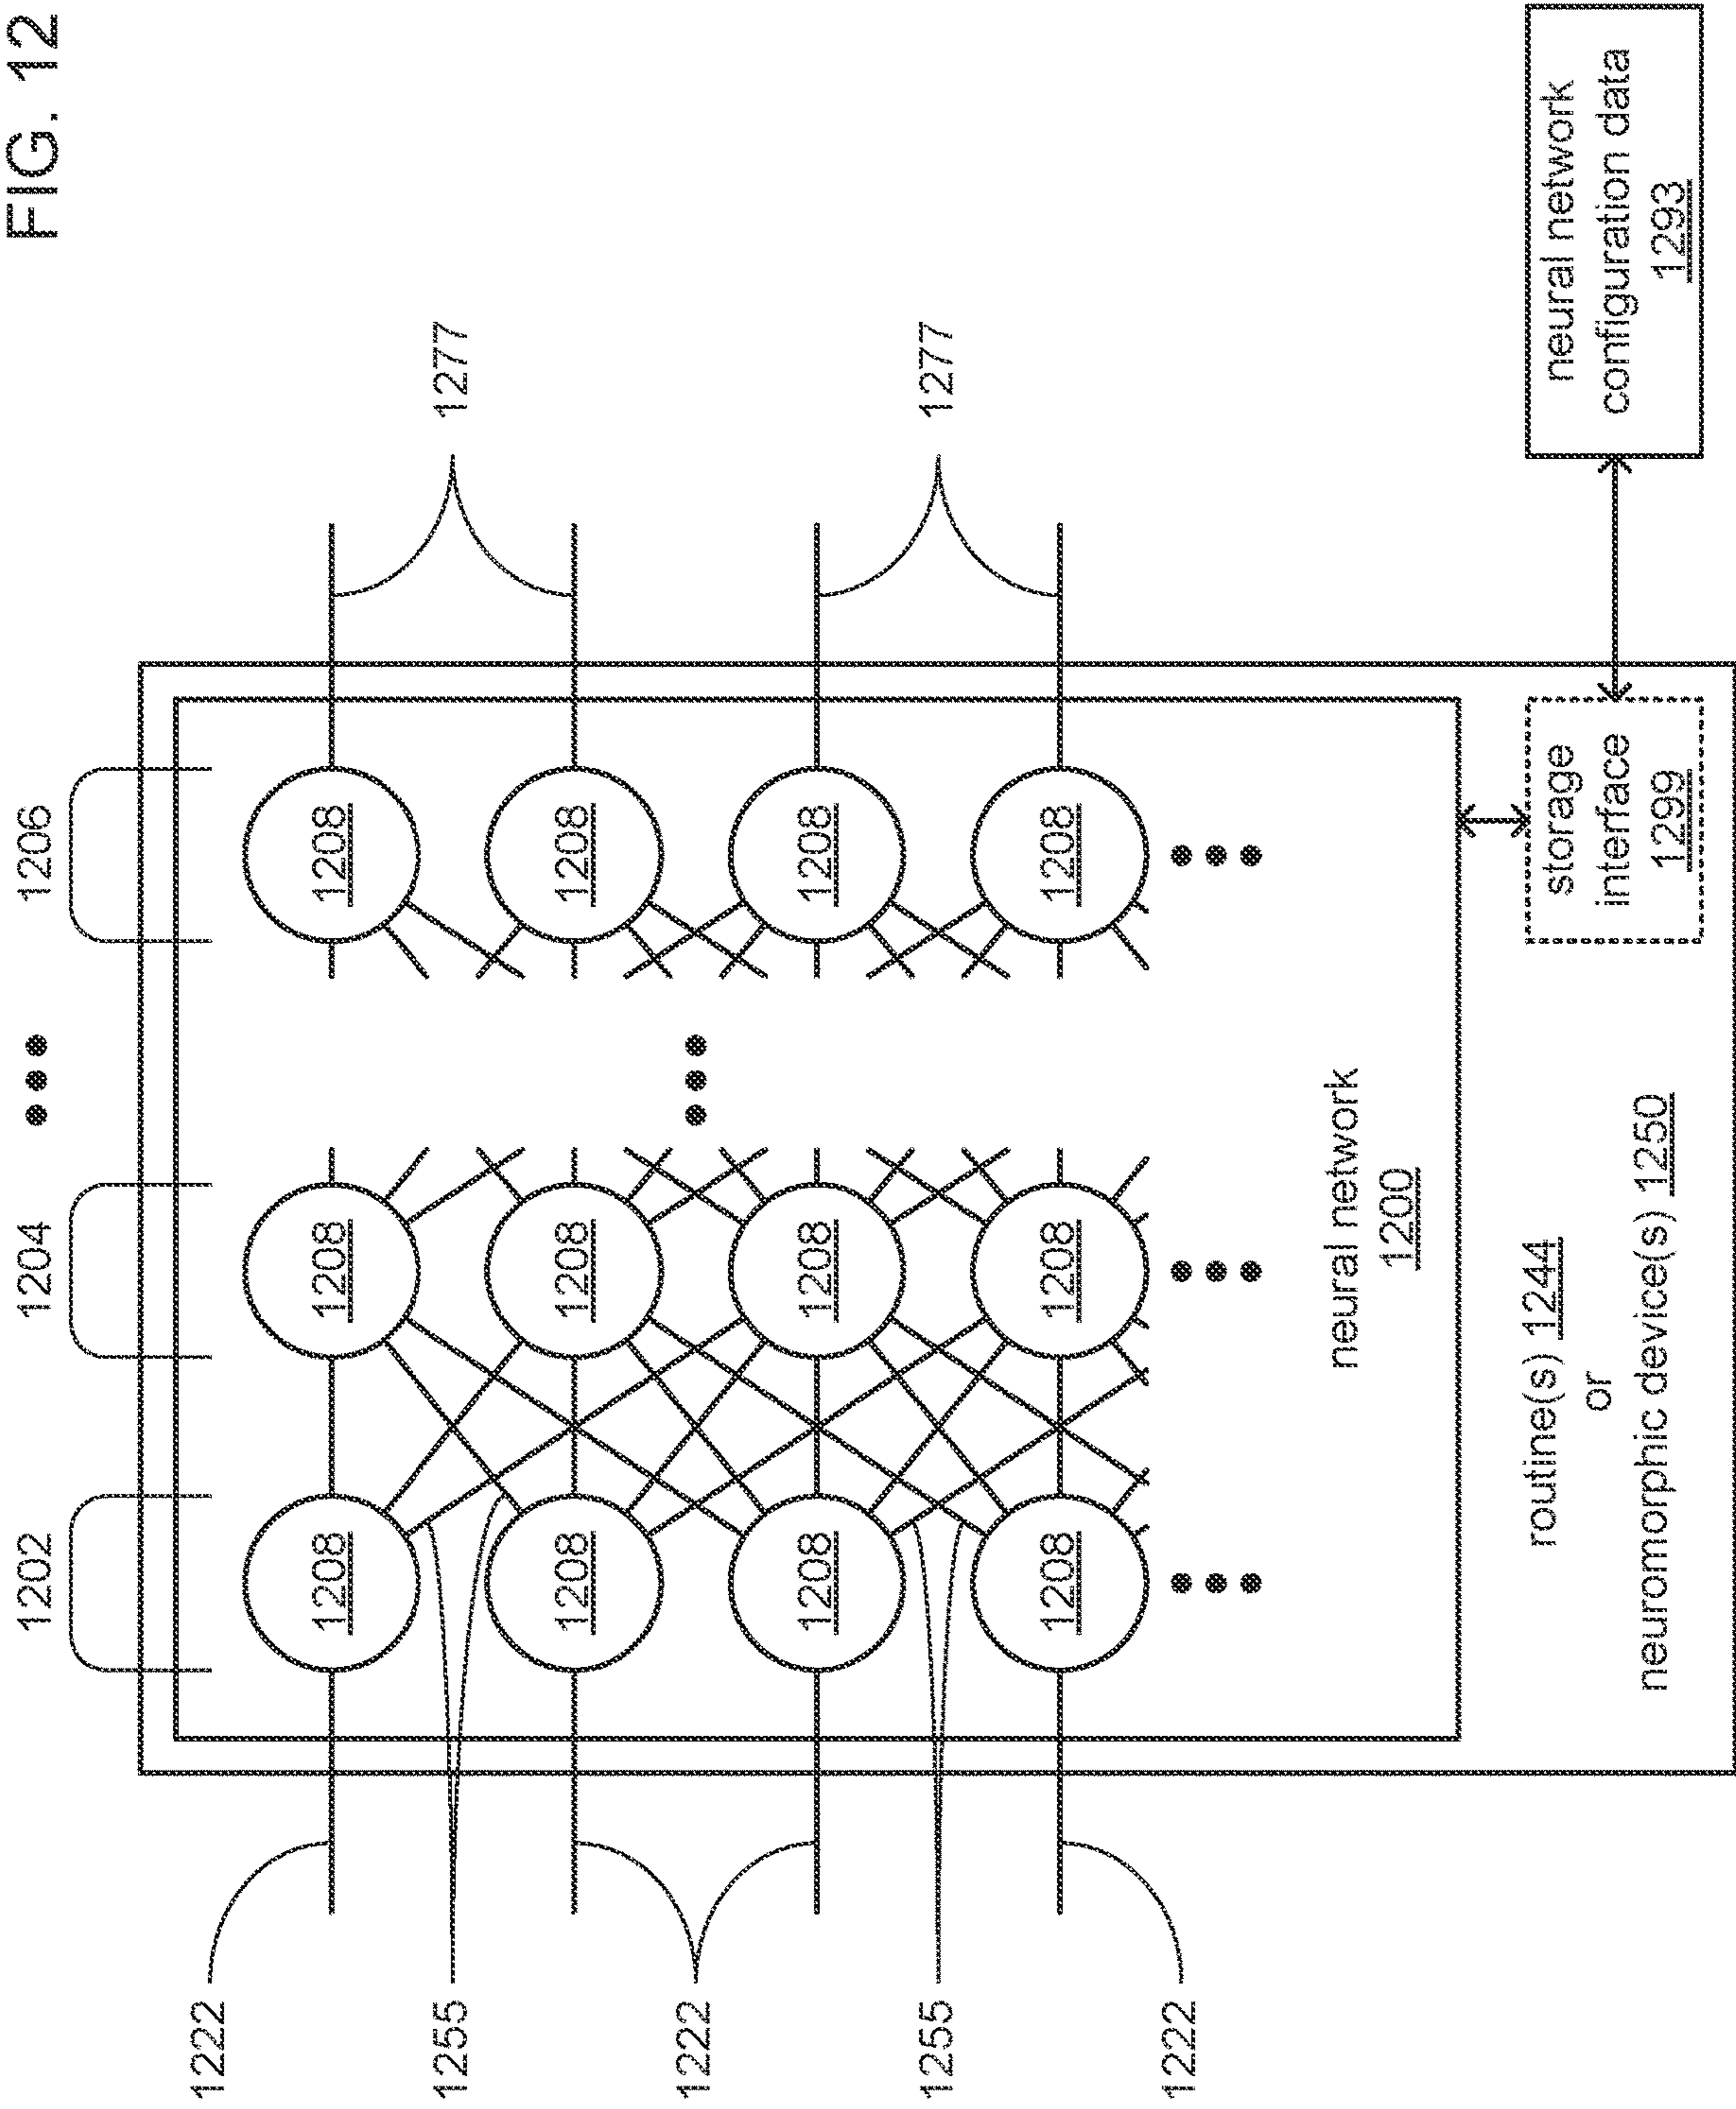 FIG. 12
1202
1204
1206
1208
1208
1208
1208
1208
1208
1208
1208
1208
1208
1208
1208
1222
1255
1222
1255
1222
1277
1277
neural network
1200
routine(s) 1244
or
neuromorphic device(s) 1250
storage
interface
1299
neural network
configuration data
1293